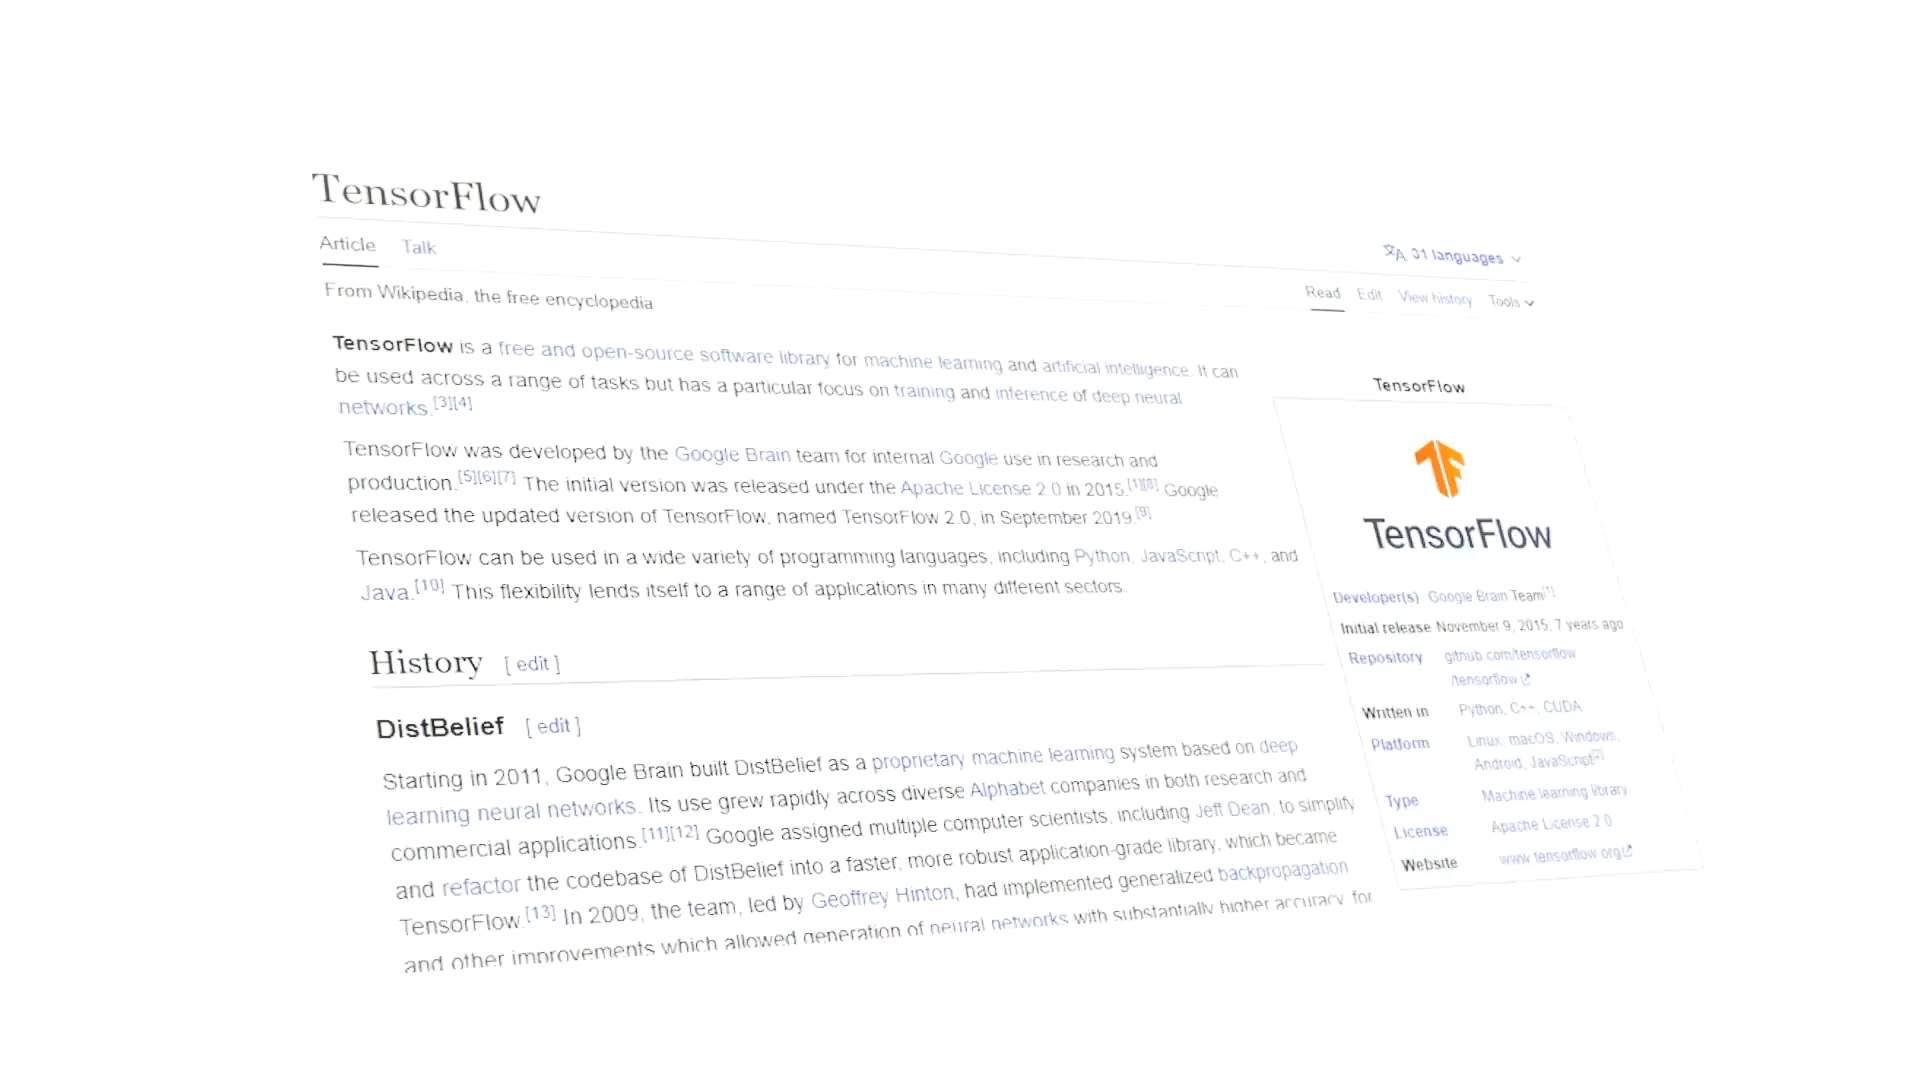 TensorFlow
Article Talk
31 languages
Read Edit View history Tools
From Wikipedia, the free encyclopedia
TensorFlow is a free and open-source software library for machine learning and artificial intelligence. It can
be used across a range of tasks but has a particular focus on training and inference of deep neural
networks.[3][4]
TensorFlow was developed by the Google Brain team for internal Google use in research and
production.[5][6][7] The initial version was released under the Apache License 2.0 in 2015.[1][8] Google
released the updated version of TensorFlow, named TensorFlow 2.0, in September 2019.[9]
TensorFlow can be used in a wide variety of programming languages, including Python, JavaScript, C++, and
Java.[10] This flexibility lends itself to a range of applications in many different sectors.
History [ edit ]
DistBelief [ edit ]
Starting in 2011, Google Brain built DistBelief as a proprietary machine learning system based on deep
learning neural networks. Its use grew rapidly across diverse Alphabet companies in both research and
commercial applications.[11][12] Google assigned multiple computer scientists, including Jeff Dean, to simplify
and refactor the codebase of DistBelief into a faster, more robust application-grade library, which became
TensorFlow.[13] In 2009, the team, led by Geoffrey Hinton, had implemented generalized backpropagation
and other improvements which allowed generation of neural networks with substantially higher accuracy, for
TensorFlow
TensorFlow
Developer(s) Google Brain Team[1]
Initial release November 9, 2015, 7 years ago
Repository github.com/tensorflow
/tensorflow
Written in Python, C++, CUDA
Platform Linux, macOS, Windows,
Android, JavaScript[2]
Type Machine learning library
License Apache License 2.0
Website www.tensorflow.org